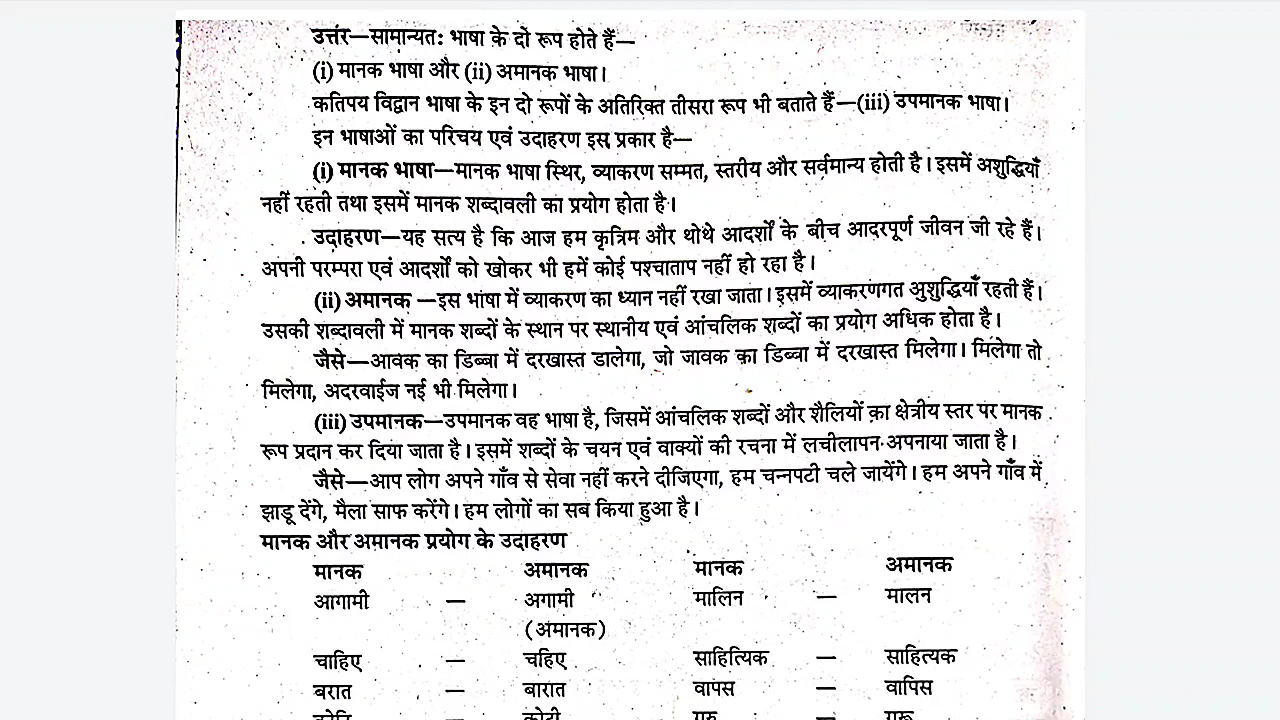 उत्तर—सामान्यतः भाषा के दो रूप होते हैं—
(i) मानक भाषा और (ii) अमानक भाषा।
कतिपय विद्वान भाषा के इन दो रूपों के अतिरिक्त तीसरा रूप भी बताते हैं—(iii) उपमानक भाषा।
इन भाषाओं का परिचय एवं उदाहरण इस प्रकार है—
(i) मानक भाषा—मानक भाषा स्थिर, व्याकरण सम्मत, स्तरीय और सर्वमान्य होती है। इसमें अशुद्धियाँ
नहीं रहती तथा इसमें मानक शब्दावली का प्रयोग होता है।
उदाहरण—यह सत्य है कि आज हम कृत्रिम और थोथे आदर्शों के बीच आदरपूर्ण जीवन जी रहे हैं।
अपनी परम्परा एवं आदर्शों को खोकर भी हमें कोई पश्चाताप नहीं हो रहा है।
(ii) अमानक —इस भाषा में व्याकरण का ध्यान नहीं रखा जाता। इसमें व्याकरणगत अुशुद्धियाँ रहती हैं।
उसकी शब्दावली में मानक शब्दों के स्थान पर स्थानीय एवं आंचलिक शब्दों का प्रयोग अधिक होता है।
जैसे—आवक का डिब्बा में दरखास्त डालेगा, जो जावक का डिब्बा में दरखास्त मिलेगा। मिलेगा तो
मिलेगा, अदरवाईज नई भी मिलेगा।
(iii) उपमानक—उपमानक वह भाषा है, जिसमें आंचलिक शब्दों और शैलियों का क्षेत्रीय स्तर पर मानक
रूप प्रदान कर दिया जाता है। इसमें शब्दों के चयन एवं वाक्यों की रचना में लचीलापन अपनाया जाता है।
जैसे—आप लोग अपने गाँव से सेवा नहीं करने दीजिएगा, हम चन्नपटी चले जायेंगे। हम अपने गाँव में
झाडू देंगे, मैला साफ करेंगे। हम लोगों का सब किया हुआ है।
मानक और अमानक प्रयोग के उदाहरण
मानक अमानक मानक अमानक
आगामी — अगामी मालिन — मालन
(अमानक)
चाहिए — चहिए साहित्यिक — साहित्यक
बरात — बारात वापस — वापिस